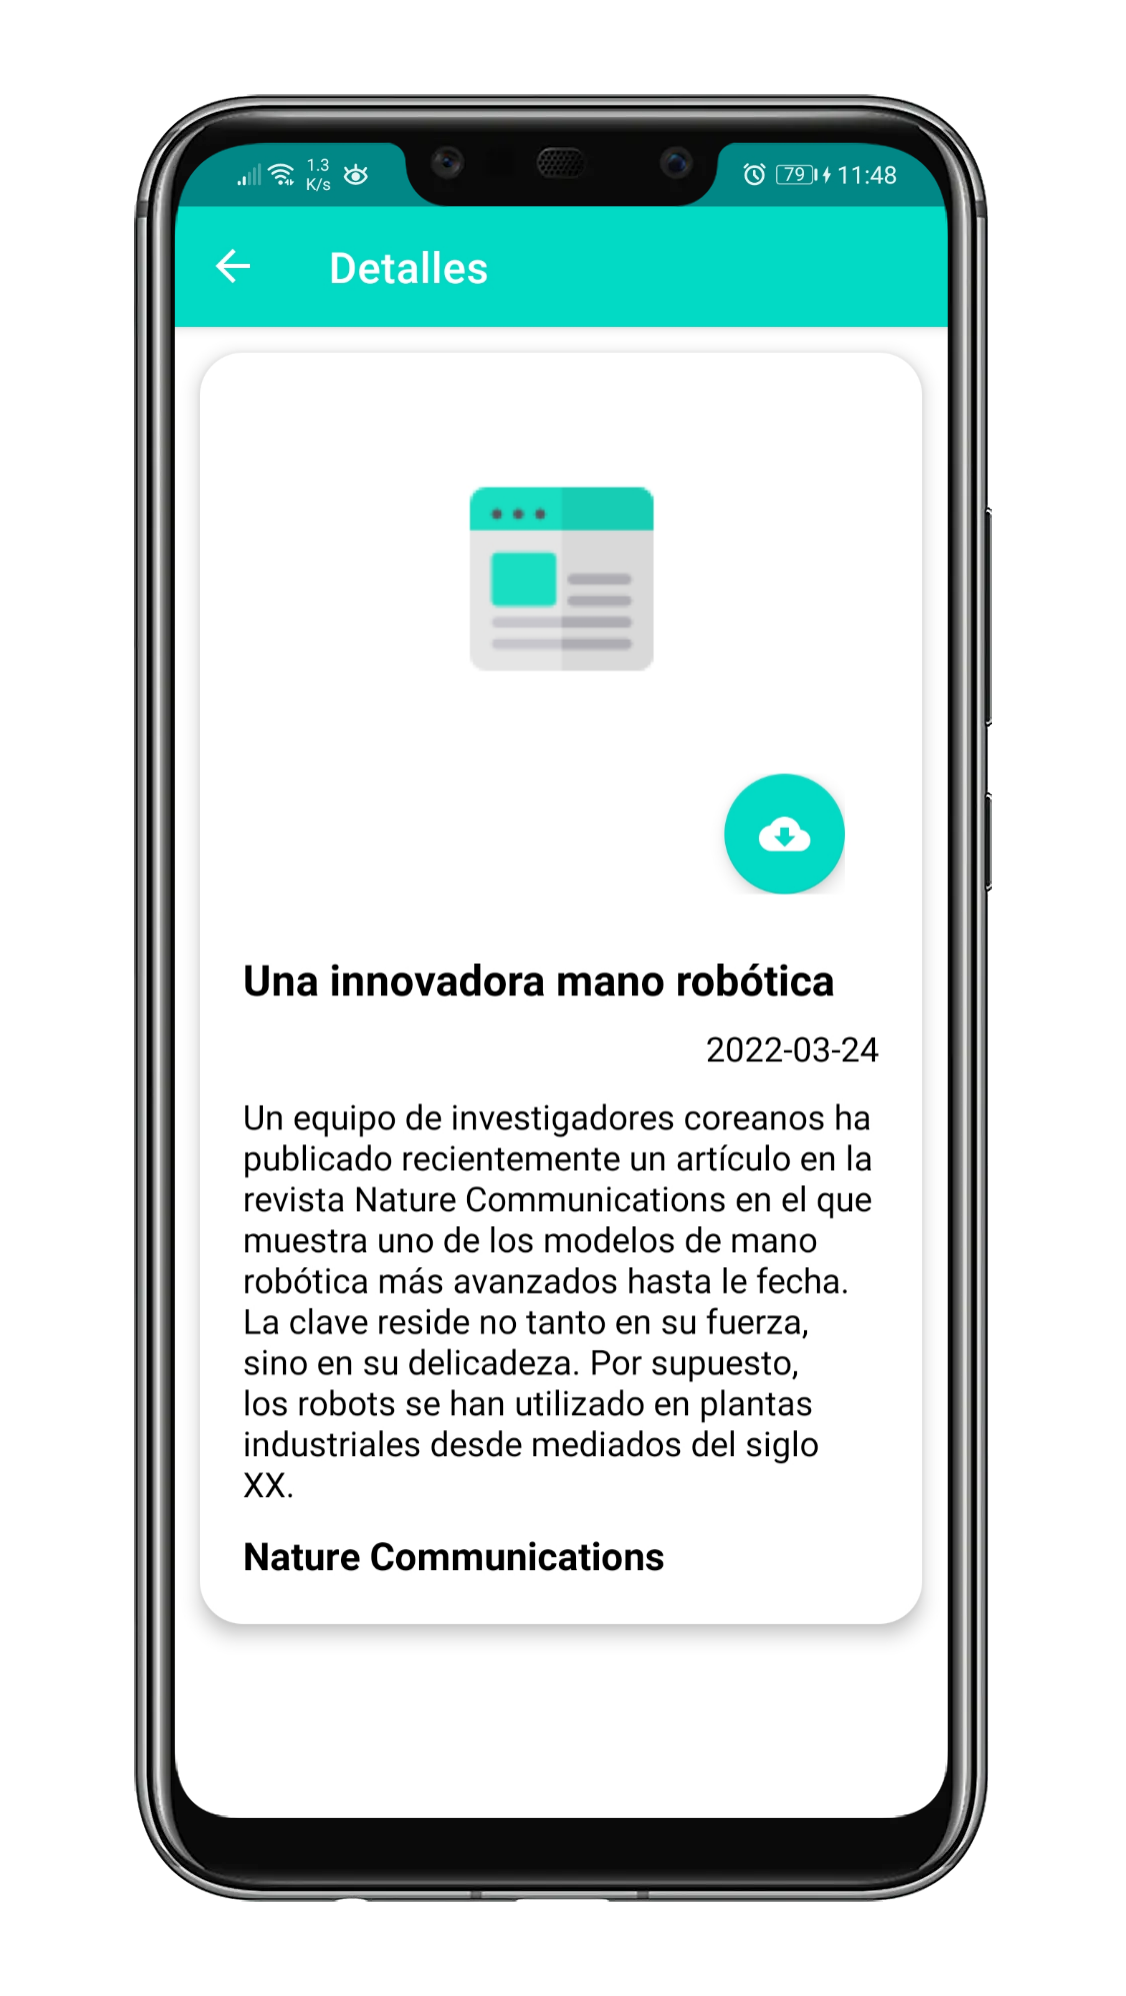 1.3
K/s
79
11:48
Detalles
Una innovadora mano robótica
2022-03-24
Un equipo de investigadores coreanos ha
publicado recientemente un artículo en la
revista Nature Communications en el que
muestra uno de los modelos de mano
robótica más avanzados hasta le fecha.
La clave reside no tanto en su fuerza,
sino en su delicadeza. Por supuesto,
los robots se han utilizado en plantas
industriales desde mediados del siglo
XX.
Nature Communications